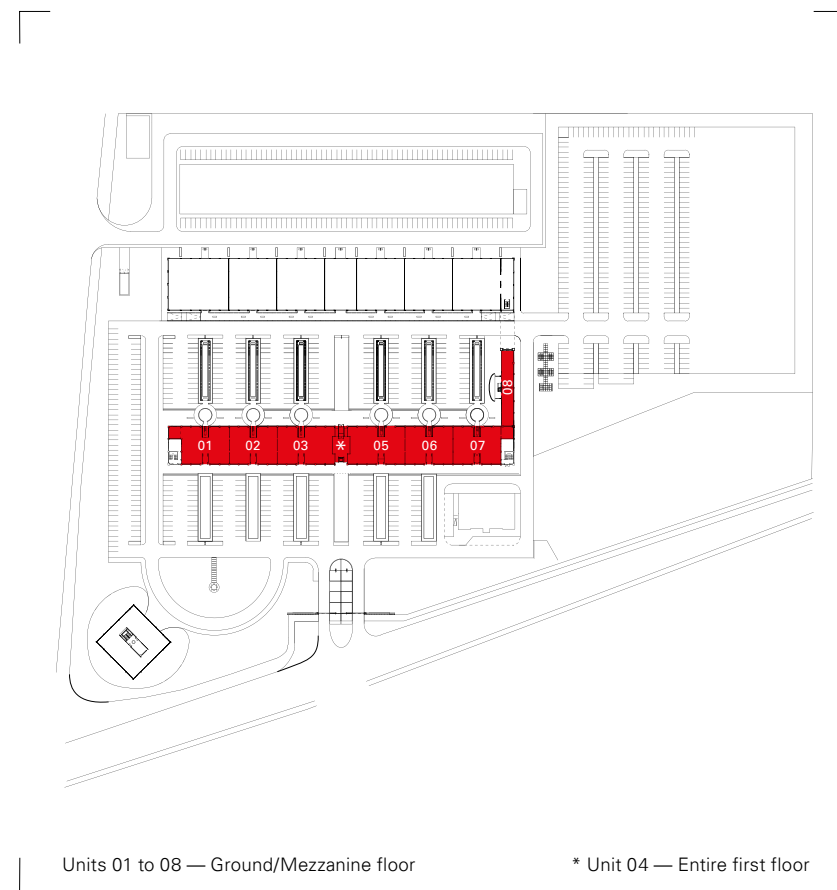 08
01 02 03 * 05 06 07
Units 01 to 08 — Ground/Mezzanine floor
* Unit 04 — Entire first floor